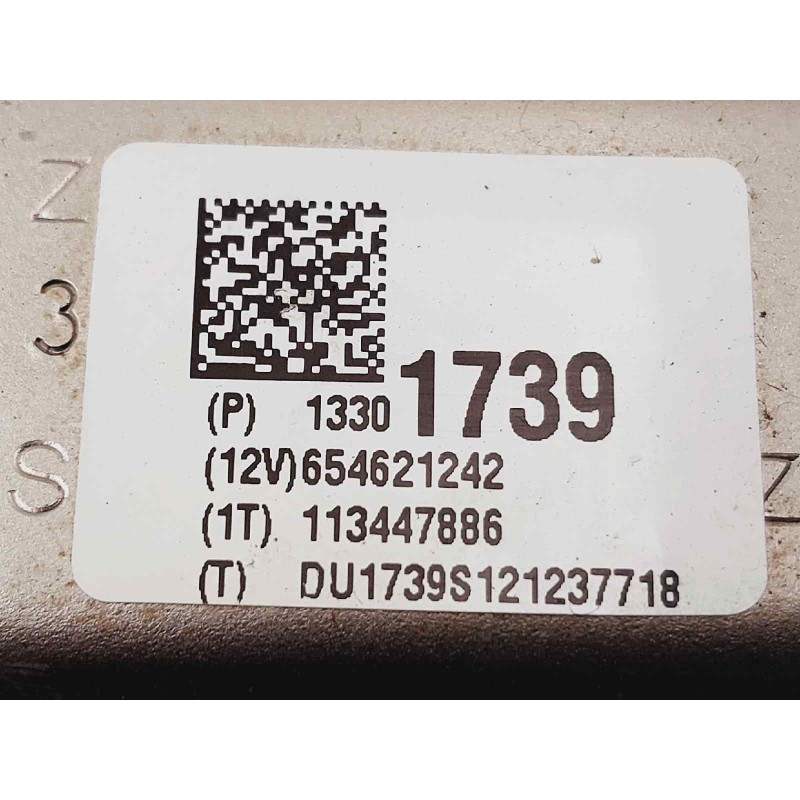 Z
3
S
(P) 1330 1739
(12V)654621242
(1T) 113447886
(T) DU1739S121237718
Z